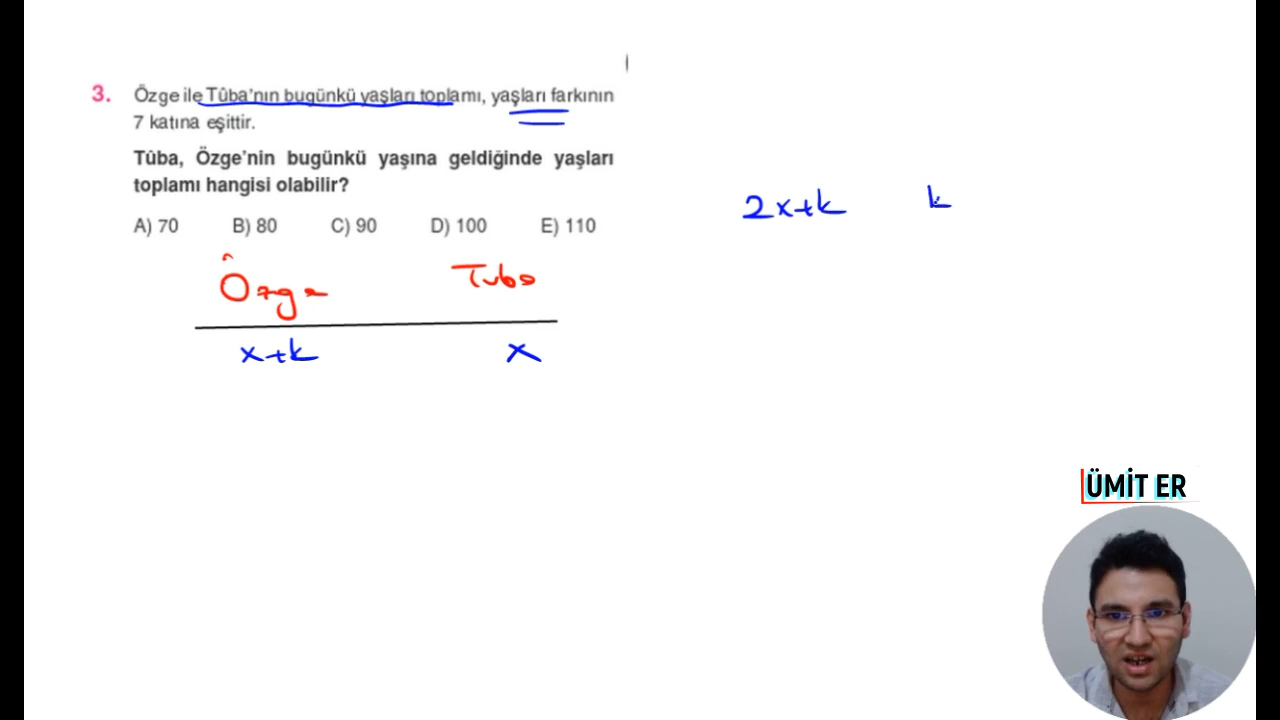 3. Özge ile Tûba'nın bugünkü yaşları toplamı, yaşları farkının
7 katına eşittir.
Tûba, Özge'nin bugünkü yaşına geldiğinde yaşları
toplamı hangisi olabilir?
A) 70 B) 80 C) 90 D) 100 E) 110
2x+k k
Özge Tuba
x+k x
ÜMİT ER